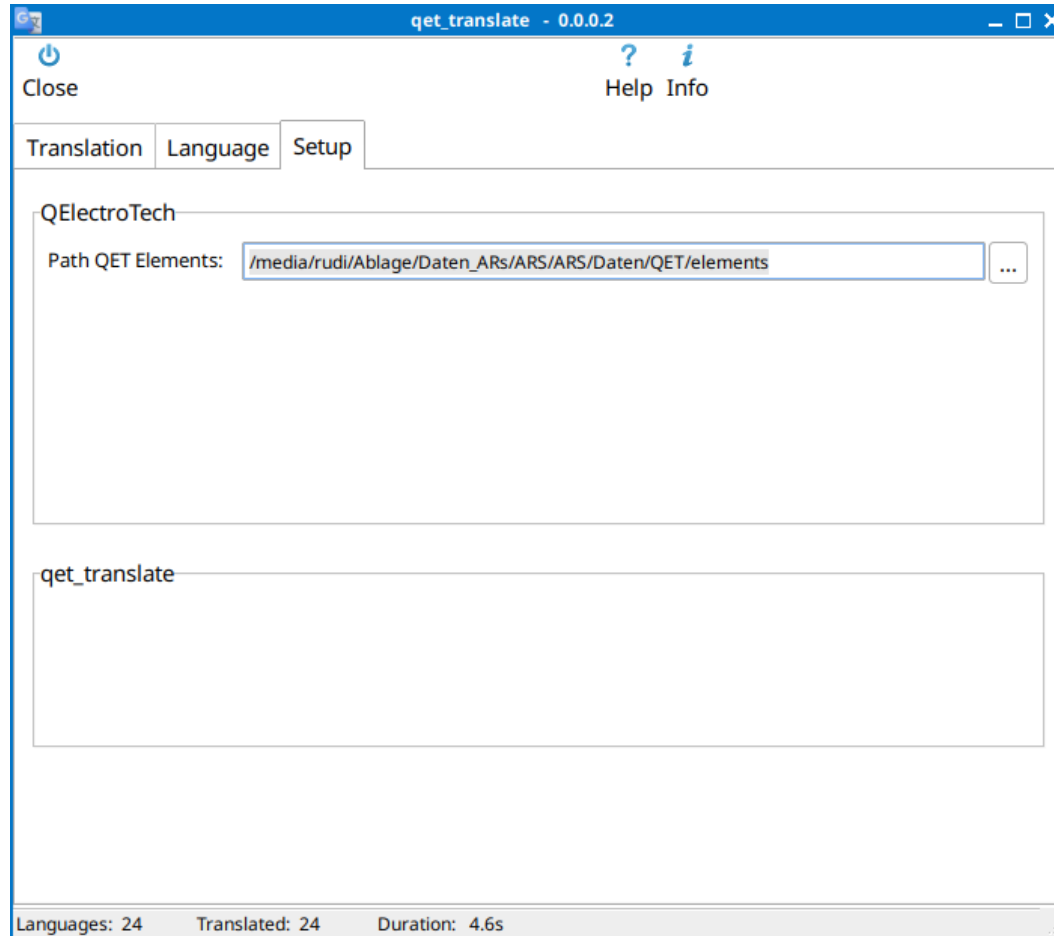 qet_translate - 0.0.0.2
Close
Help Info
Translation Language Setup
QElectroTech
Path QET Elements: /media/rudi/Ablage/Daten_ARs/ARS/ARS/Daten/QET/elements ...
qet_translate
Languages: 24 Translated: 24 Duration: 4.6s